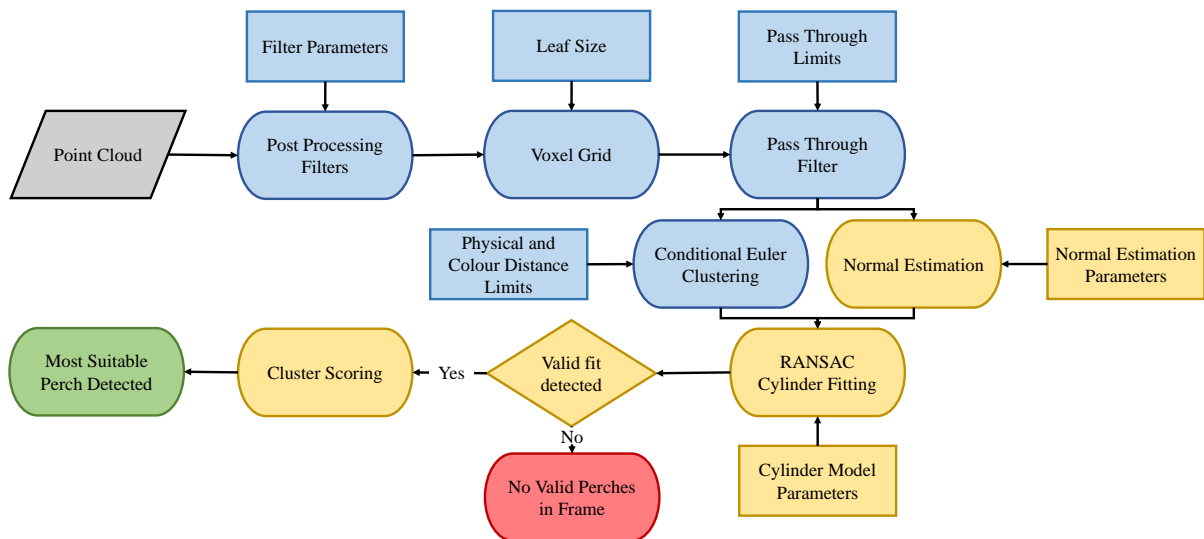 Filter Parameters
Leaf Size
Pass Through
Limits
Point Cloud
Post Processing
Filters
Voxel Grid
Pass Through
Filter
Physical and
Colour Distance
Limits
Conditional Euler
Clustering
Normal Estimation
Normal Estimation
Parameters
Most Suitable
Perch Detected
Cluster Scoring
Yes
Valid fit
detected
RANSAC
Cylinder Fitting
No
No Valid Perches
in Frame
Cylinder Model
Parameters